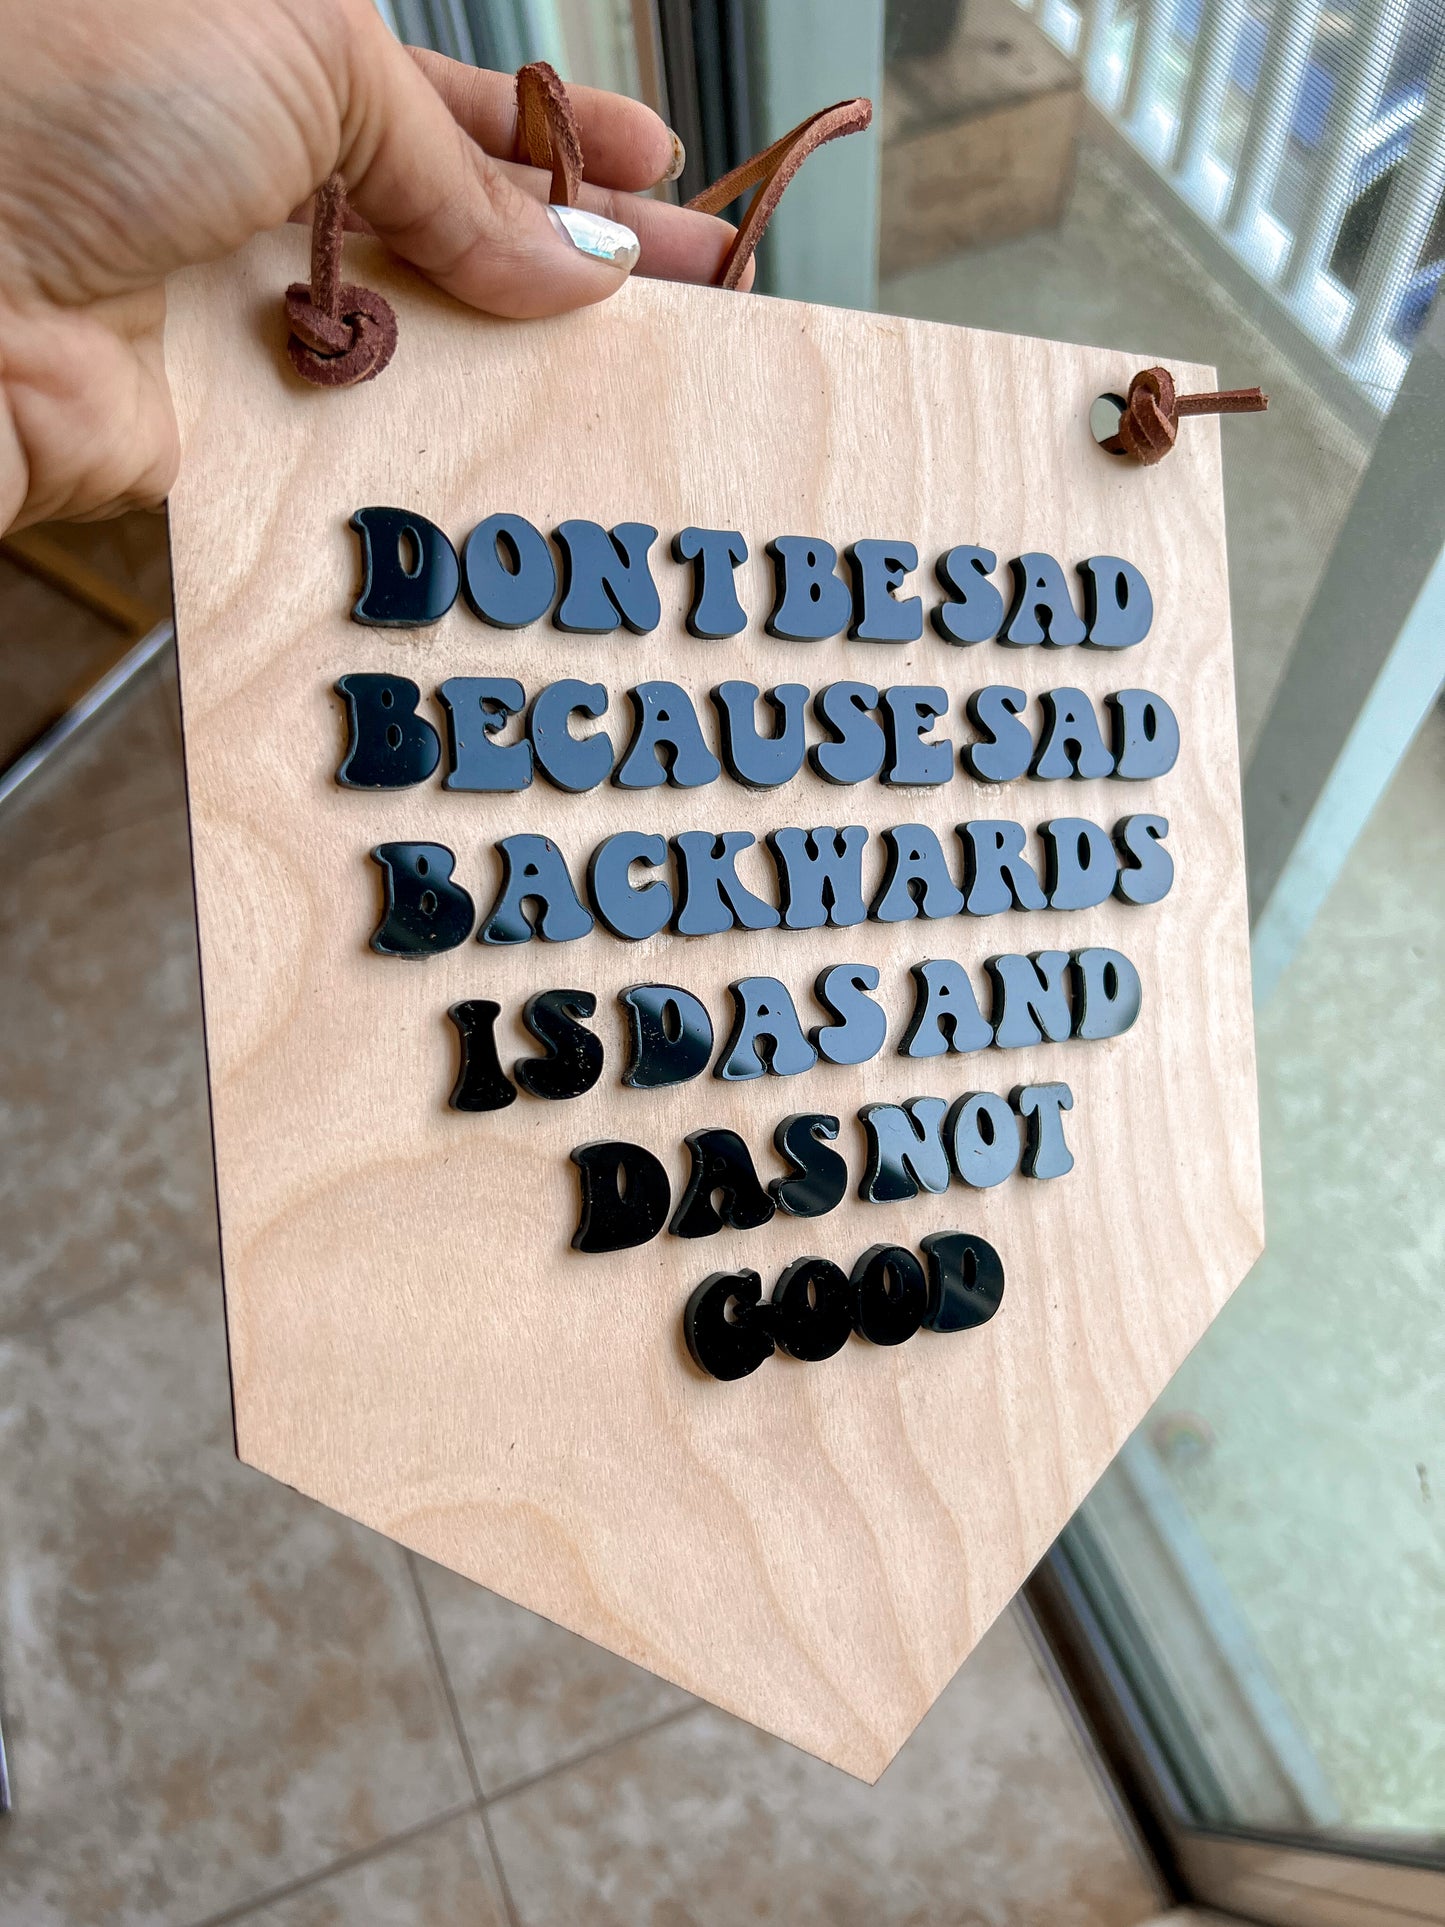 DONT BE SAD
BECAUSE SAD
BACKWARDS
IS DAS AND
DAS NOT
GOOD